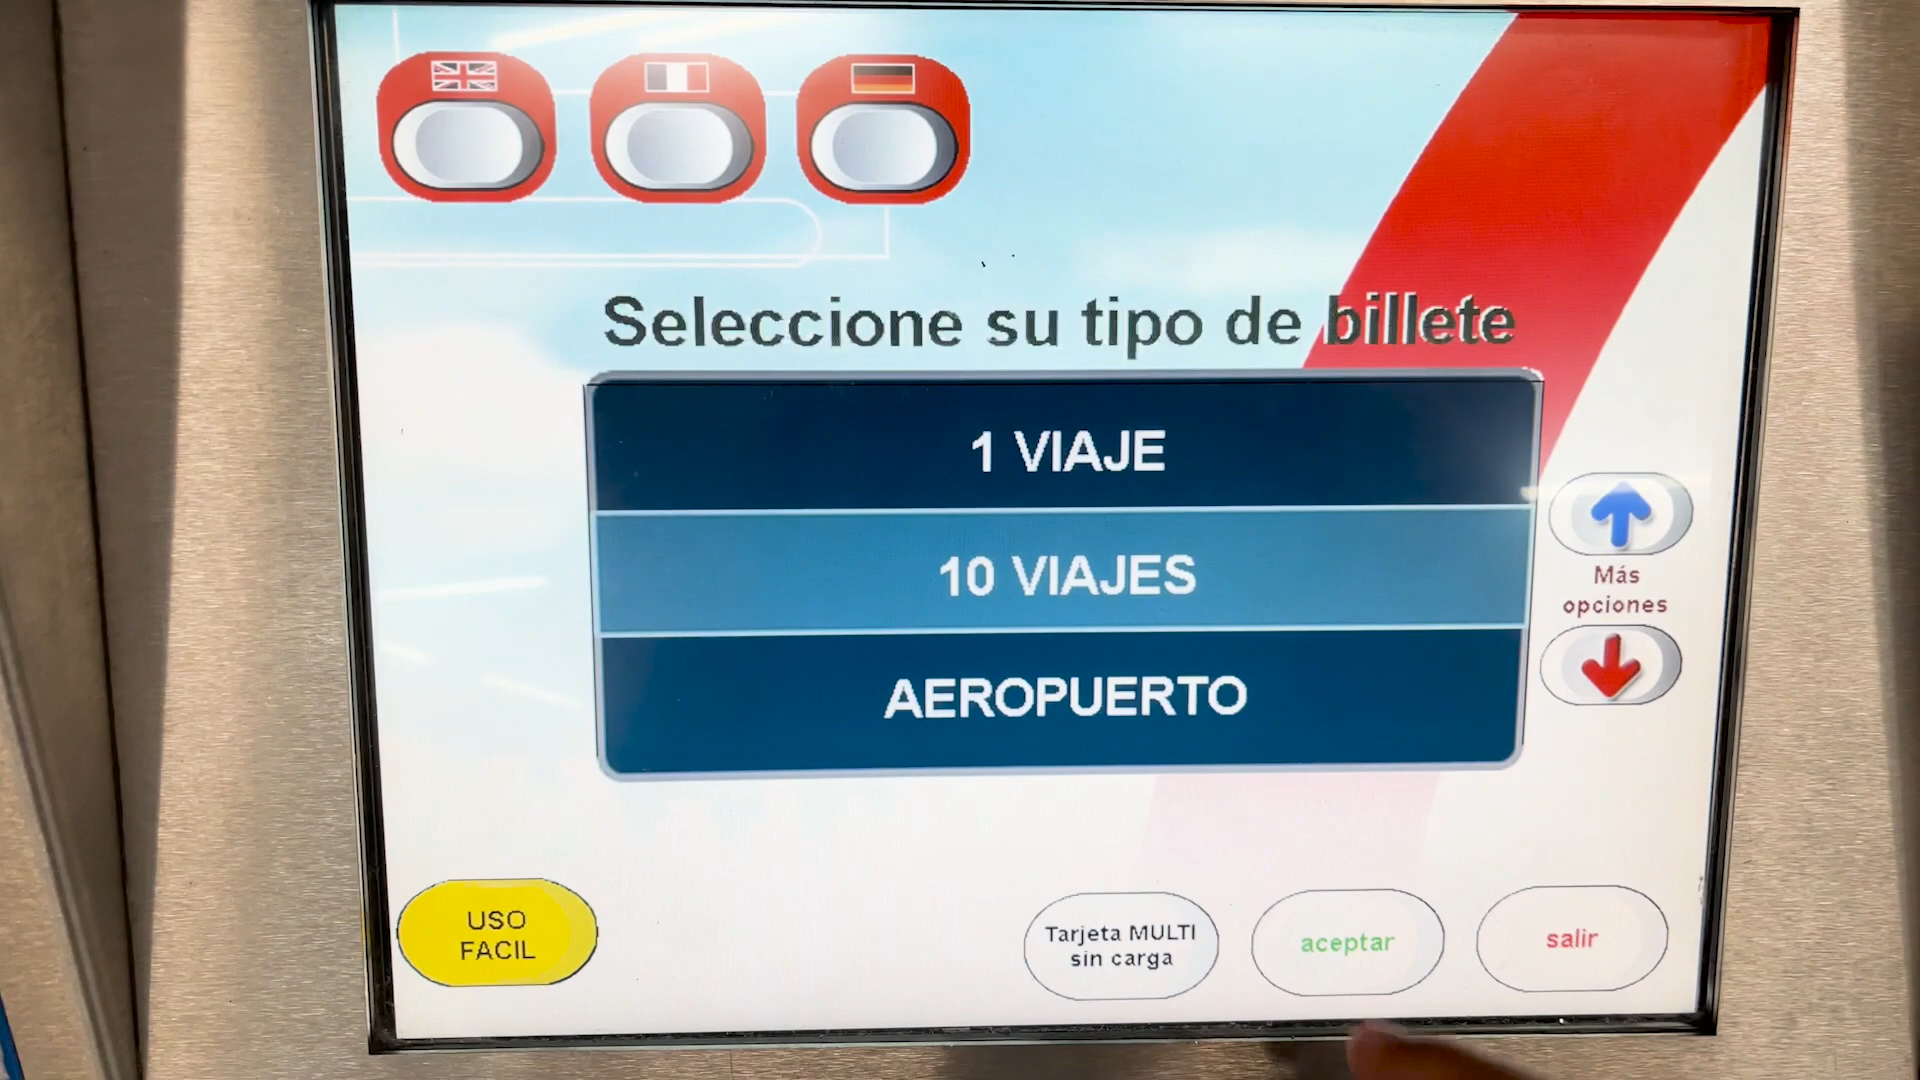 Seleccione su tipo de billete
1 VIAJE
10 VIAJES
AEROPUERTO
Más
opciones
USO
FACIL
Tarjeta MULTI
sin carga
aceptar
salir